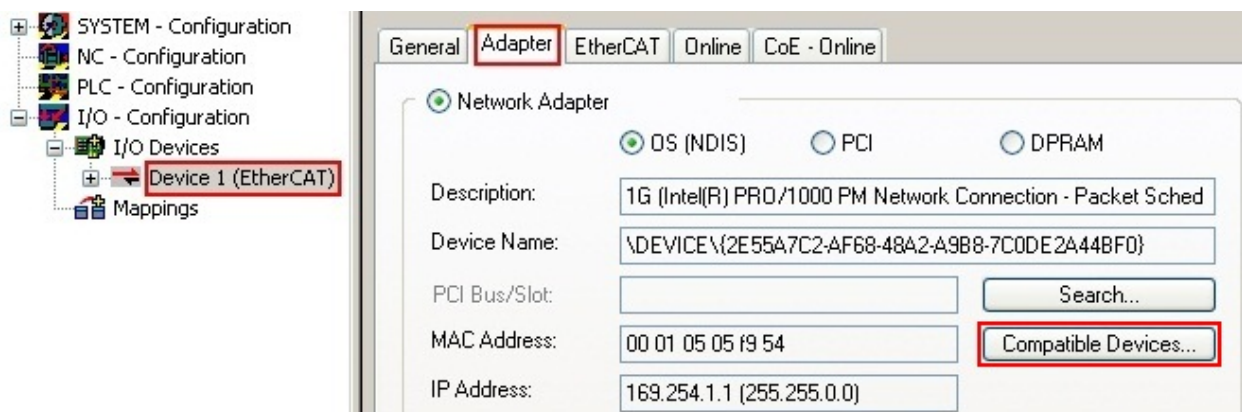 SYSTEM - Configuration
NC - Configuration
PLC - Configuration
I/O - Configuration
I/O Devices
Device 1 (EtherCAT)
Mappings
General Adapter EtherCAT Online CoE - Online
Network Adapter
OS (NDIS) PCI DPRAM
Description: 1G (Intel(R) PRO/1000 PM Network Connection - Packet Sched
Device Name: \DEVICE\{2E55A7C2-AF68-48A2-A9B8-7C0DE2A44BF0}
PCI Bus/Slot: Search...
MAC Address: 00 01 05 05 f9 54 Compatible Devices...
IP Address: 169.254.1.1 (255.255.0.0)